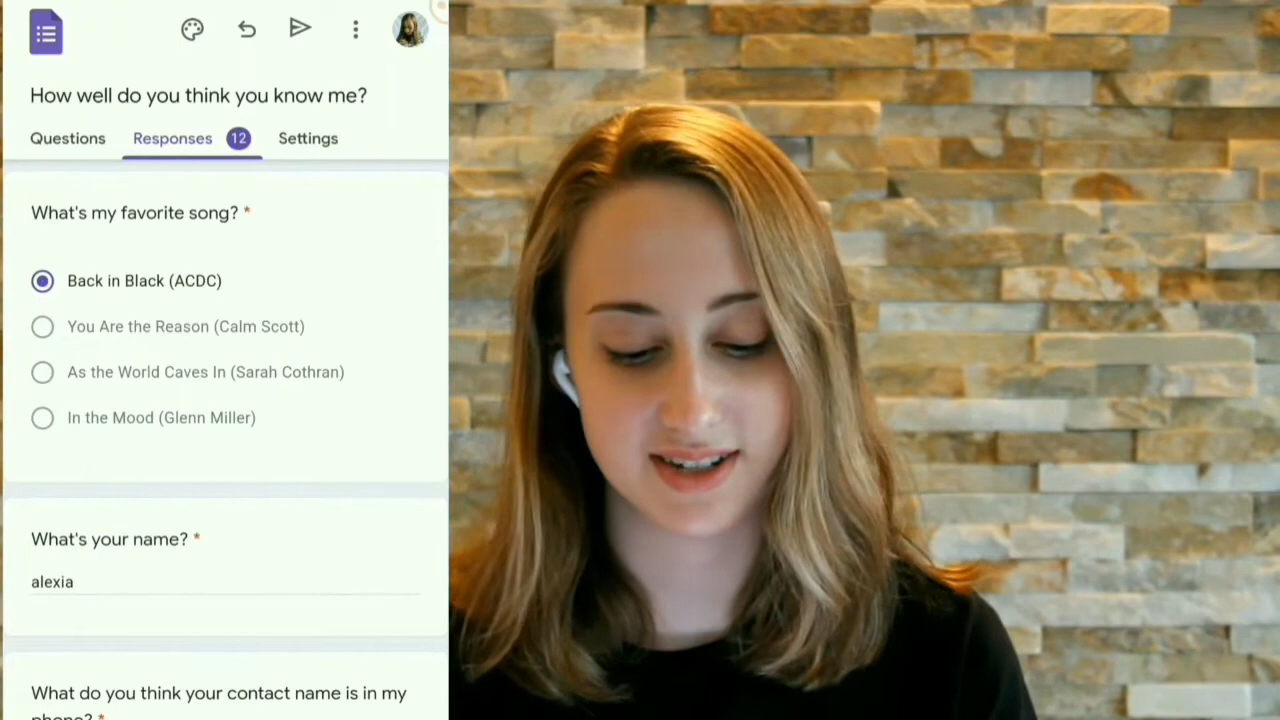 How well do you think you know me?
Questions Responses 12 Settings
What's my favorite song? *
Back in Black (ACDC)
You Are the Reason (Calm Scott)
As the World Caves In (Sarah Cothran)
In the Mood (Glenn Miller)
What's your name? *
alexia
What do you think your contact name is in my
phone? *